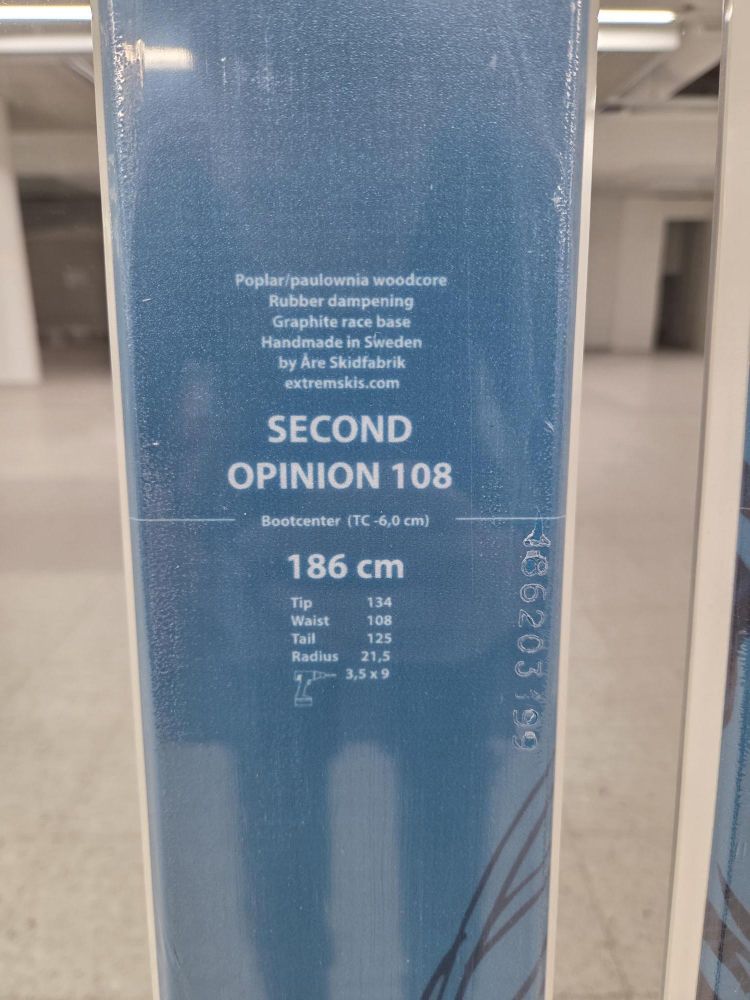 Poplar/paulownia woodcore
Rubber dampening
Graphite race base
Handmade in Sweden
by Åre Skidfabrik
extremskis.com
SECOND
OPINION 108
Bootcenter (TC -6,0 cm)
186 cm
Tip 134
Waist 108
Tail 125
Radius 21,5
3,5 x 9
186203199